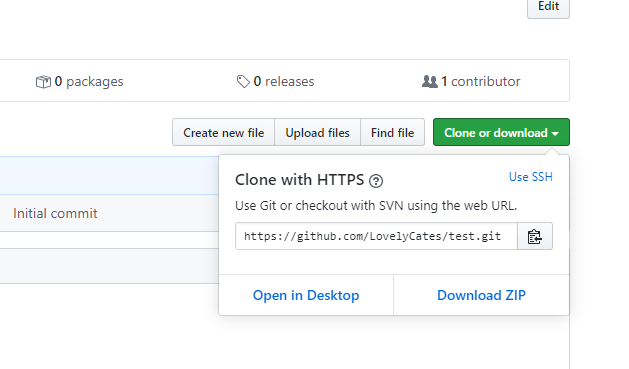 Edit
0 packages
0 releases
1 contributor
Create new file
Upload files
Find file
Clone or download
Clone with HTTPS
Use SSH
Use Git or checkout with SVN using the web URL.
Initial commit
https://github.com/LovelyCates/test.git
Open in Desktop
Download ZIP